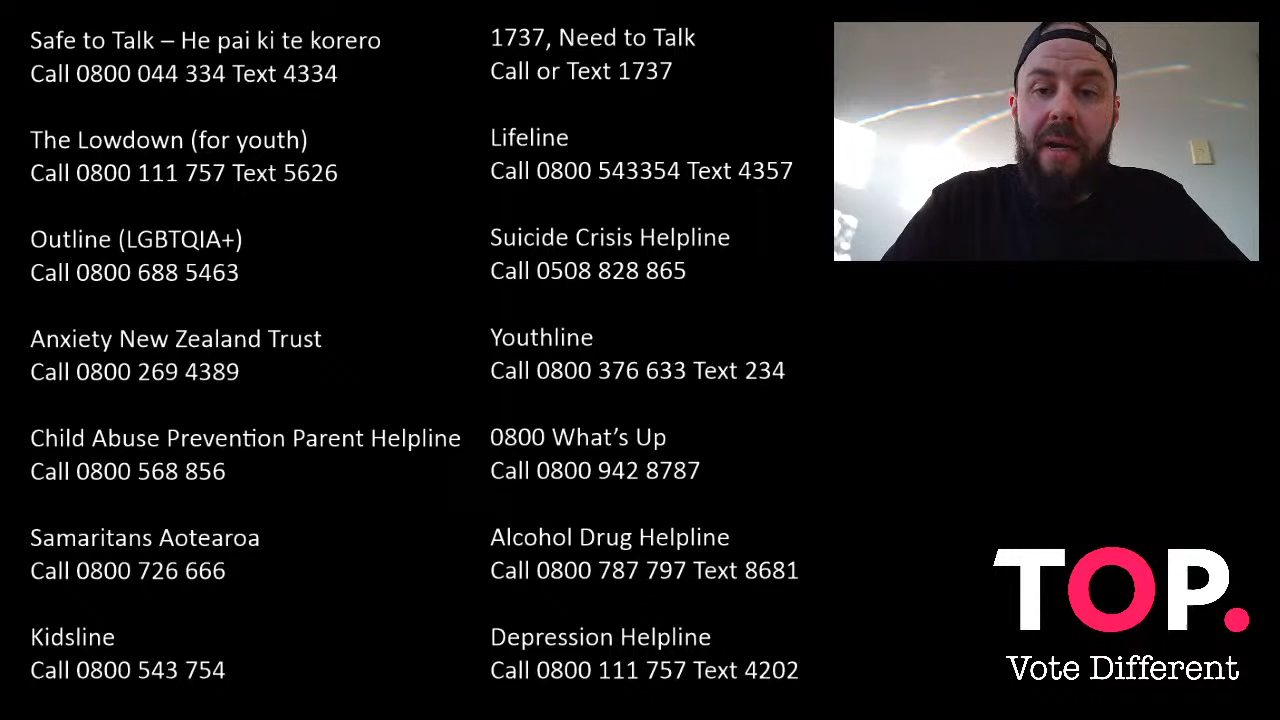 Safe to Talk – He pai ki te korero
Call 0800 044 334 Text 4334
The Lowdown (for youth)
Call 0800 111 757 Text 5626
Outline (LGBTQIA+)
Call 0800 688 5463
Anxiety New Zealand Trust
Call 0800 269 4389
Child Abuse Prevention Parent Helpline
Call 0800 568 856
Samaritans Aotearoa
Call 0800 726 666
Kidsline
Call 0800 543 754
1737, Need to Talk
Call or Text 1737
Lifeline
Call 0800 543354 Text 4357
Suicide Crisis Helpline
Call 0508 828 865
Youthline
Call 0800 376 633 Text 234
0800 What’s Up
Call 0800 942 8787
Alcohol Drug Helpline
Call 0800 787 797 Text 8681
Depression Helpline
Call 0800 111 757 Text 4202
TOP.
Vote Different